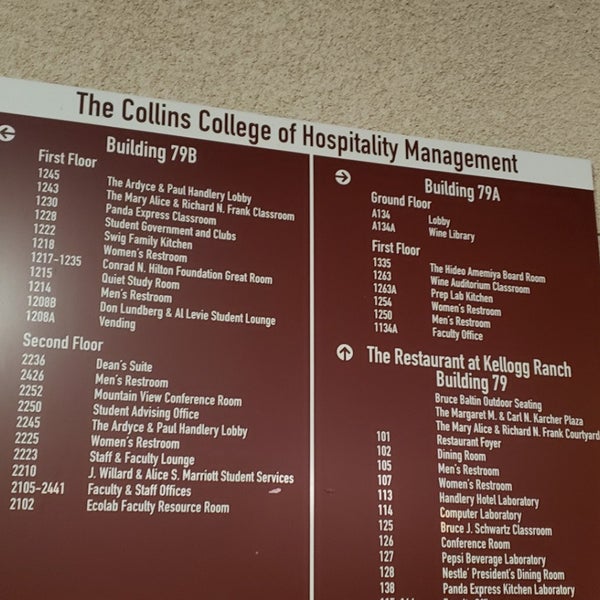 The Collins College of Hospitality Management
Building 79B
First Floor
1245 The Ardyce & Paul Handlery Lobby
1243 The Mary Alice & Richard N. Frank Classroom
1230 Panda Express Classroom
1228 Student Government and Clubs
1222 Swig Family Kitchen
1218 Women's Restroom
1217-1235 Conrad N. Hilton Foundation Great Room
1215 Quiet Study Room
1214 Men's Restroom
1208B Don Lundberg & Al Levie Student Lounge
1208A Vending
Second Floor
2236 Dean's Suite
2426 Men's Restroom
2252 Mountain View Conference Room
2250 Student Advising Office
2245 The Ardyce & Paul Handlery Lobby
2225 Women's Restroom
2223 Staff & Faculty Lounge
2210 J. Willard & Alice S. Marriott Student Services
2105-2441 Faculty & Staff Offices
2102 Ecolab Faculty Resource Room
Building 79A
Ground Floor
A134 Lobby
A134A Wine Library
First Floor
1335 The Hideo Amemiya Board Room
1263 Wine Auditorium Classroom
1263A Prep Lab Kitchen
1254 Women's Restroom
1250 Men's Restroom
1134A Faculty Office
The Restaurant at Kellogg Ranch
Building 79
Bruce Baltin Outdoor Seating
The Margaret M. & Carl N. Karcher Plaza
The Mary Alice & Richard N. Frank Courtyard
101 Restaurant Foyer
102 Dining Room
105 Men's Restroom
107 Women's Restroom
113 Handlery Hotel Laboratory
114 Computer Laboratory
125 Bruce J. Schwartz Classroom
126 Conference Room
127 Pepsi Beverage Laboratory
128 Nestle' President's Dining Room
138 Panda Express Kitchen Laboratory